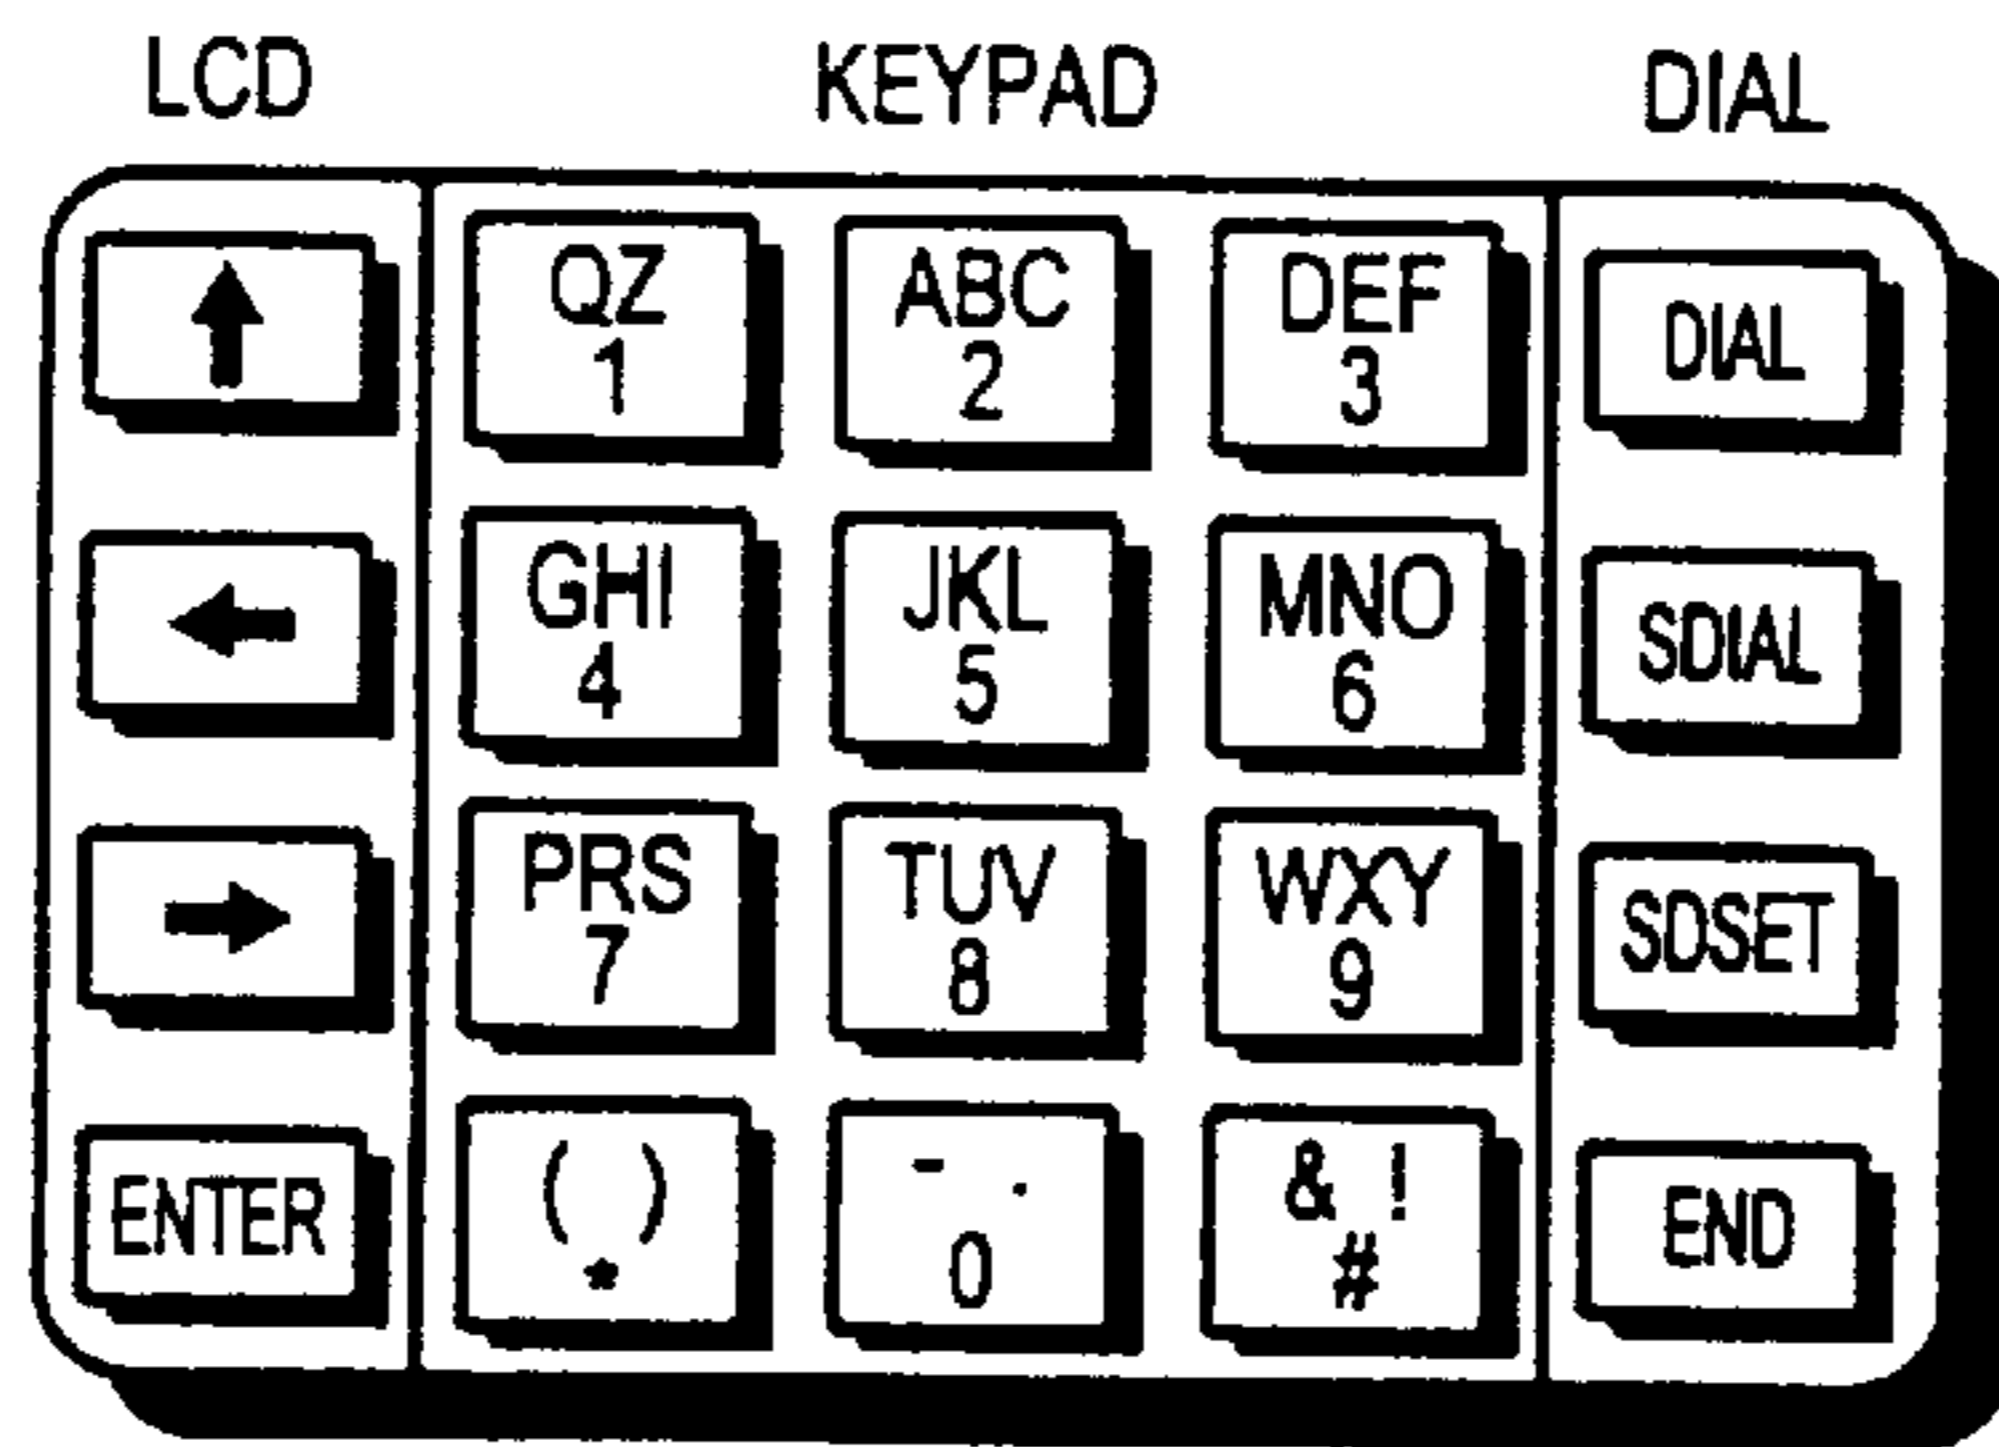 LCD KEYPAD DIAL
↑ QZ ABC DEF DIAL
1 2 3
← GHI JKL MNO SDIAL
4 5 6
→ PRS TUV WXY SDSET
7 8 9
ENTER ( ) - . & ! END
* 0 #